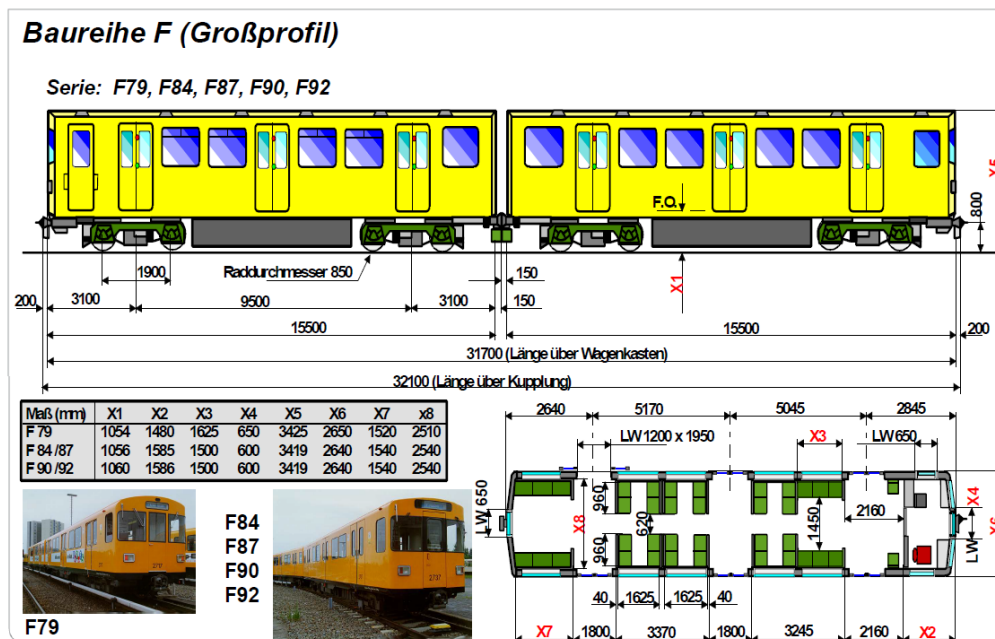 Baureihe F (Großprofil)
Serie: F79, F84, F87, F90, F92
X5
F.O.
800
1900
Raddurchmesser 850
150
X1
200
3100
9500
3100
150
15500
15500
200
31700 (Länge über Wagenkasten)
32100 (Länge über Kupplung)
Maß (mm) X1 X2 X3 X4 X5 X6 X7 x8
F 79 1054 1480 1625 650 3425 2650 1520 2510
F 84 /87 1056 1585 1500 600 3419 2640 1540 2540
F 90 /92 1060 1586 1500 600 3419 2640 1540 2540
2640
5170
5045
2845
LW 1200 x 1950
X3
LW 650
LW 650
X8
960
620
960
1450
2160
X4
LW
X6
40
1625
1625
40
X7
1800
3370
1800
3245
2160
X2
2737
2737
F79
F84
F87
F90
F92